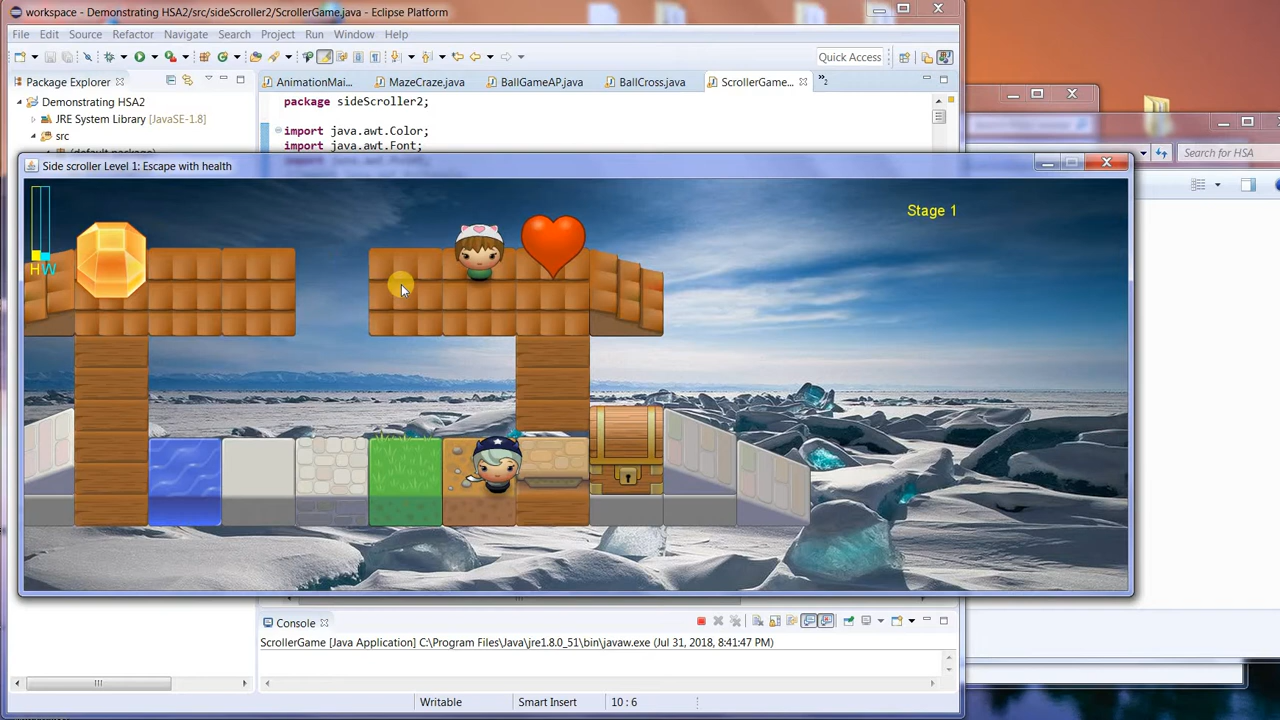 workspace - Demonstrating HSA2/src/sideScroller2/ScrollerGame.java - Eclipse Platform
File Edit Source Refactor Navigate Search Project Run Window Help
Quick Access
Package Explorer
AnimationMai...
MazeCraze.java
BallGameAP.java
BallCross.java
ScrollerGame...
»2
Demonstrating HSA2
JRE System Library [JavaSE-1.8]
src
package sideScroller2;
import java.awt.Color;
import java.awt.Font;
Search for HSA
Side scroller Level 1: Escape with health
Stage 1
H W
Console
ScrollerGame [Java Application] C:\Program Files\Java\jre1.8.0_51\bin\javaw.exe (Jul 31, 2018, 8:41:47 PM)
Writable
Smart Insert
10 : 6